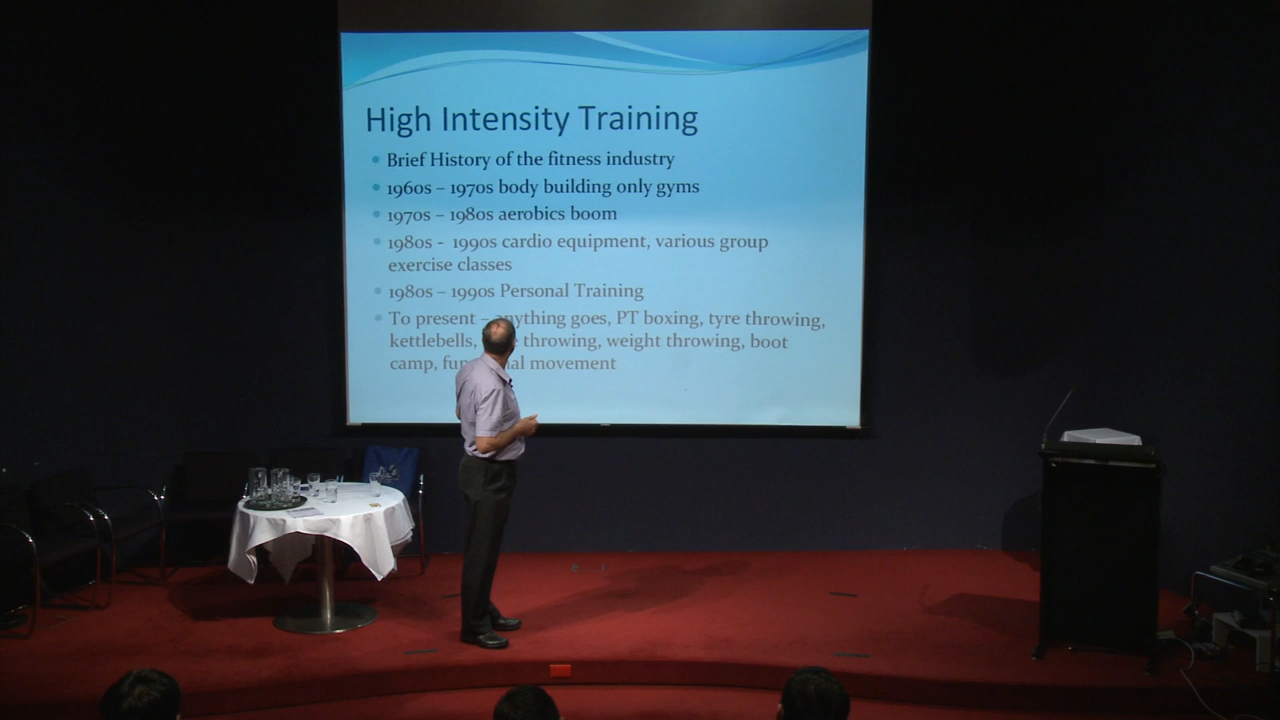 High Intensity Training
Brief History of the fitness industry
1960s – 1970s body building only gyms
1970s – 1980s aerobics boom
1980s - 1990s cardio equipment, various group
exercise classes
1980s – 1990s Personal Training
To present – anything goes, PT boxing, tyre throwing,
kettlebells, throwing, weight throwing, boot
camp, movement